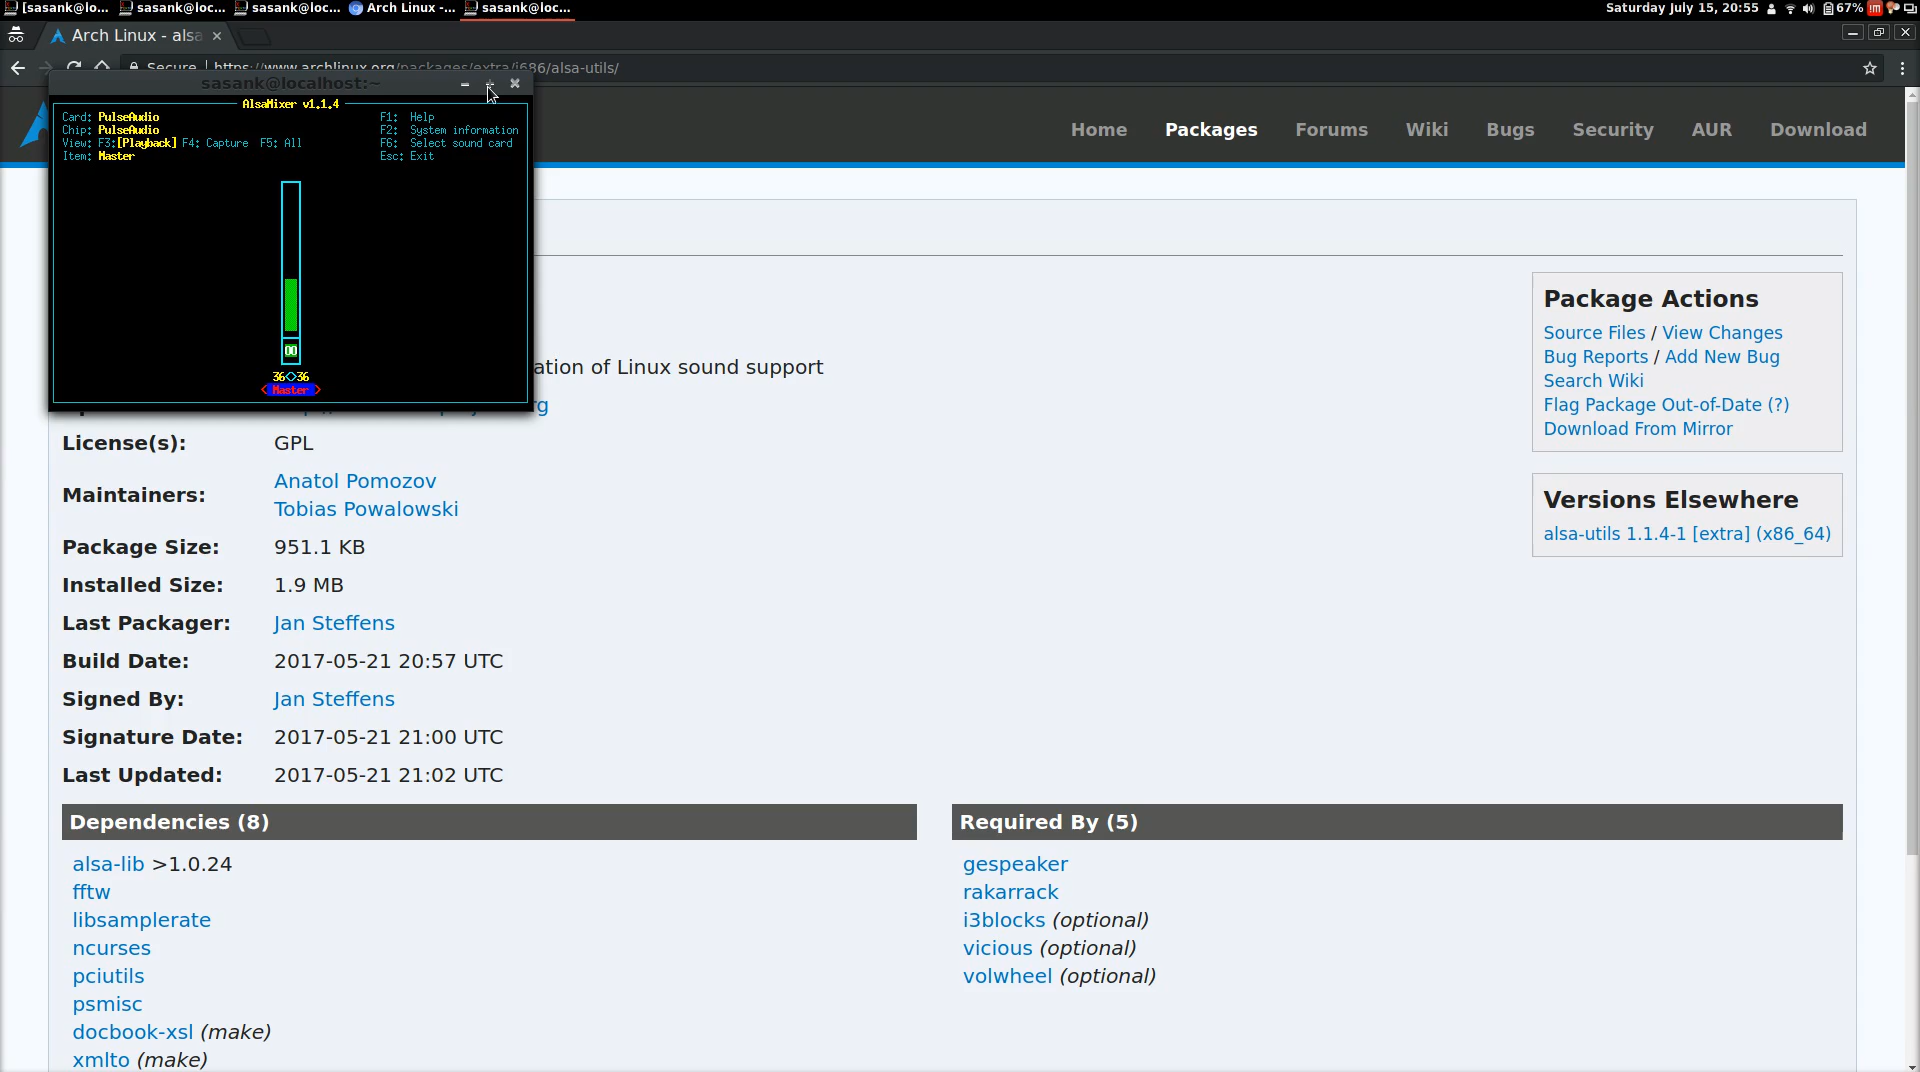 [sasank@lo...
sasank@loc...
sasank@loc...
Arch Linux -...
sasank@loc...
Saturday July 15, 20:55
67%
Arch Linux - alsa
Secure
https://www.archlinux.org/packages/extra/i686/alsa-utils/
sasank@localhost:~
AlsaMixer v1.1.4
Card: PulseAudio
F1: Help
Chip: PulseAudio
F2: System information
View: F3:[Playback] F4: Capture F5: All
F6: Select sound card
Item: Master
Esc: Exit
OO
36<>36
<Master>
Home Packages Forums Wiki Bugs Security AUR Download
ation of Linux sound support
rg
License(s): GPL
Maintainers: Anatol Pomozov
Tobias Powalowski
Package Size: 951.1 KB
Installed Size: 1.9 MB
Last Packager: Jan Steffens
Build Date: 2017-05-21 20:57 UTC
Signed By: Jan Steffens
Signature Date: 2017-05-21 21:00 UTC
Last Updated: 2017-05-21 21:02 UTC
Package Actions
Source Files / View Changes
Bug Reports / Add New Bug
Search Wiki
Flag Package Out-of-Date (?)
Download From Mirror
Versions Elsewhere
alsa-utils 1.1.4-1 [extra] (x86_64)
Dependencies (8)
alsa-lib >1.0.24
fftw
libsamplerate
ncurses
pciutils
psmisc
docbook-xsl (make)
xmlto (make)
Required By (5)
gespeaker
rakarrack
i3blocks (optional)
vicious (optional)
volwheel (optional)